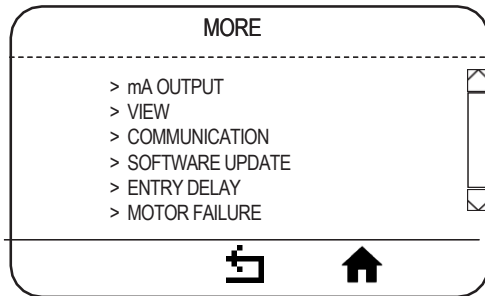 MORE
> mA OUTPUT
> VIEW
> COMMUNICATION
> SOFTWARE UPDATE
> ENTRY DELAY
> MOTOR FAILURE